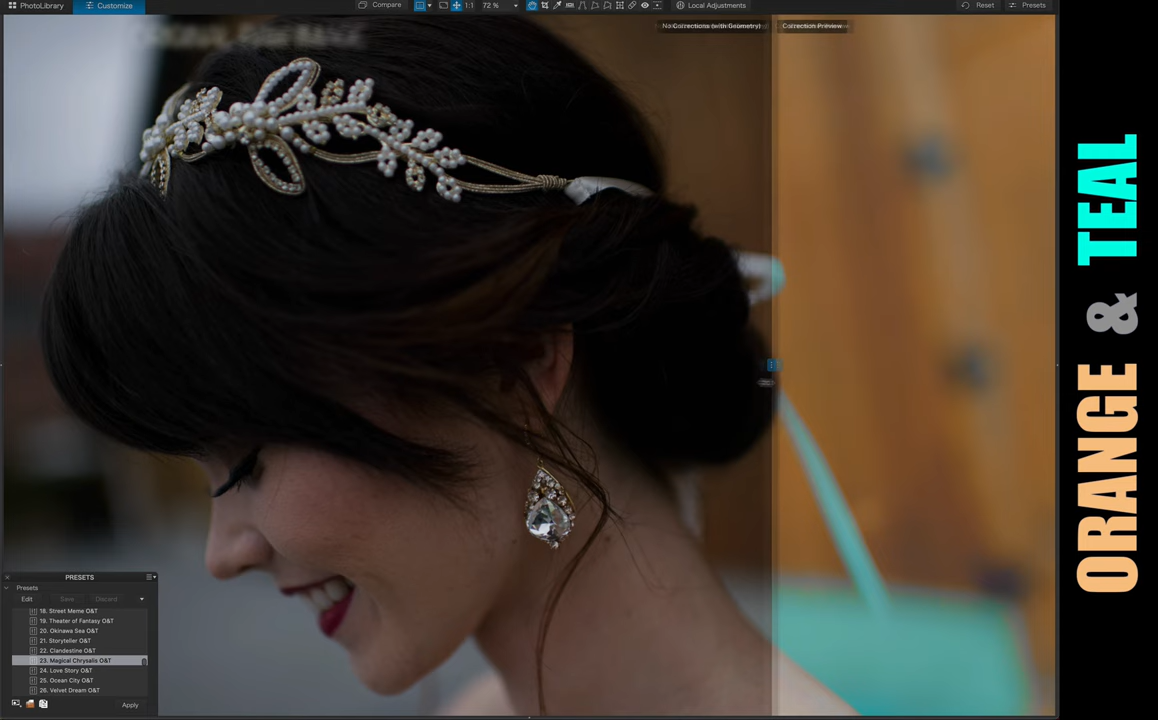 PhotoLibrary
Customize
Compare
1:1
72 %
Local Adjustments
Reset
Presets
No Corrections (with Geometry)
Correction Preview
ORANGE & TEAL
PRESETS
Presets
Edit
Save
Discard
18. Street Meme O&T
19. Theater of Fantasy O&T
20. Okinawa Sea O&T
21. Storyteller O&T
22. Clandestine O&T
23. Magical Chrysalis O&T
24. Love Story O&T
25. Ocean City O&T
26. Velvet Dream O&T
Apply